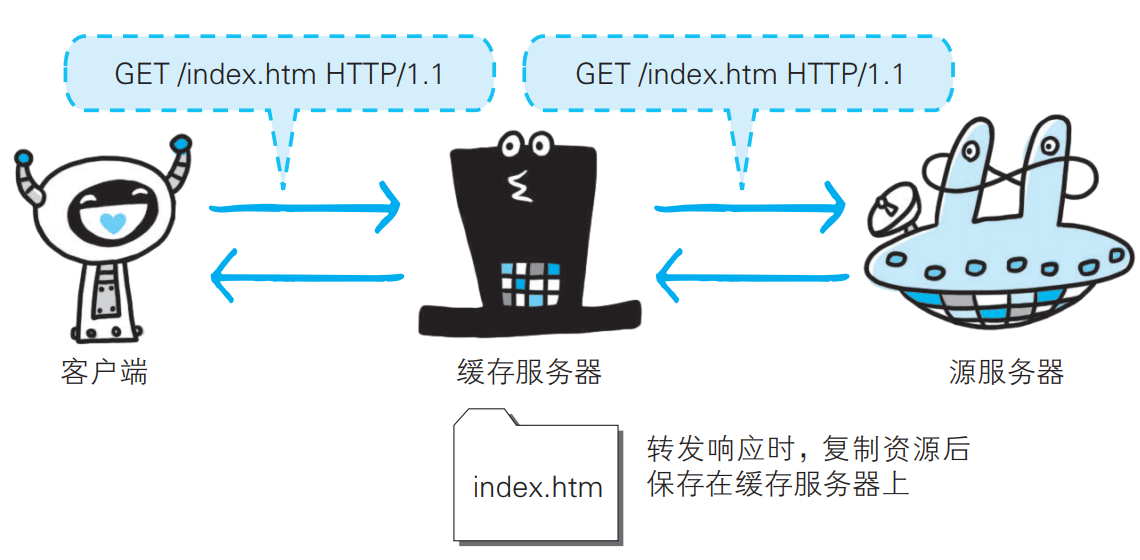 GET /index.htm HTTP/1.1
GET /index.htm HTTP/1.1
客户端
缓存服务器
源服务器
index.htm
转发响应时，复制资源后
保存在缓存服务器上